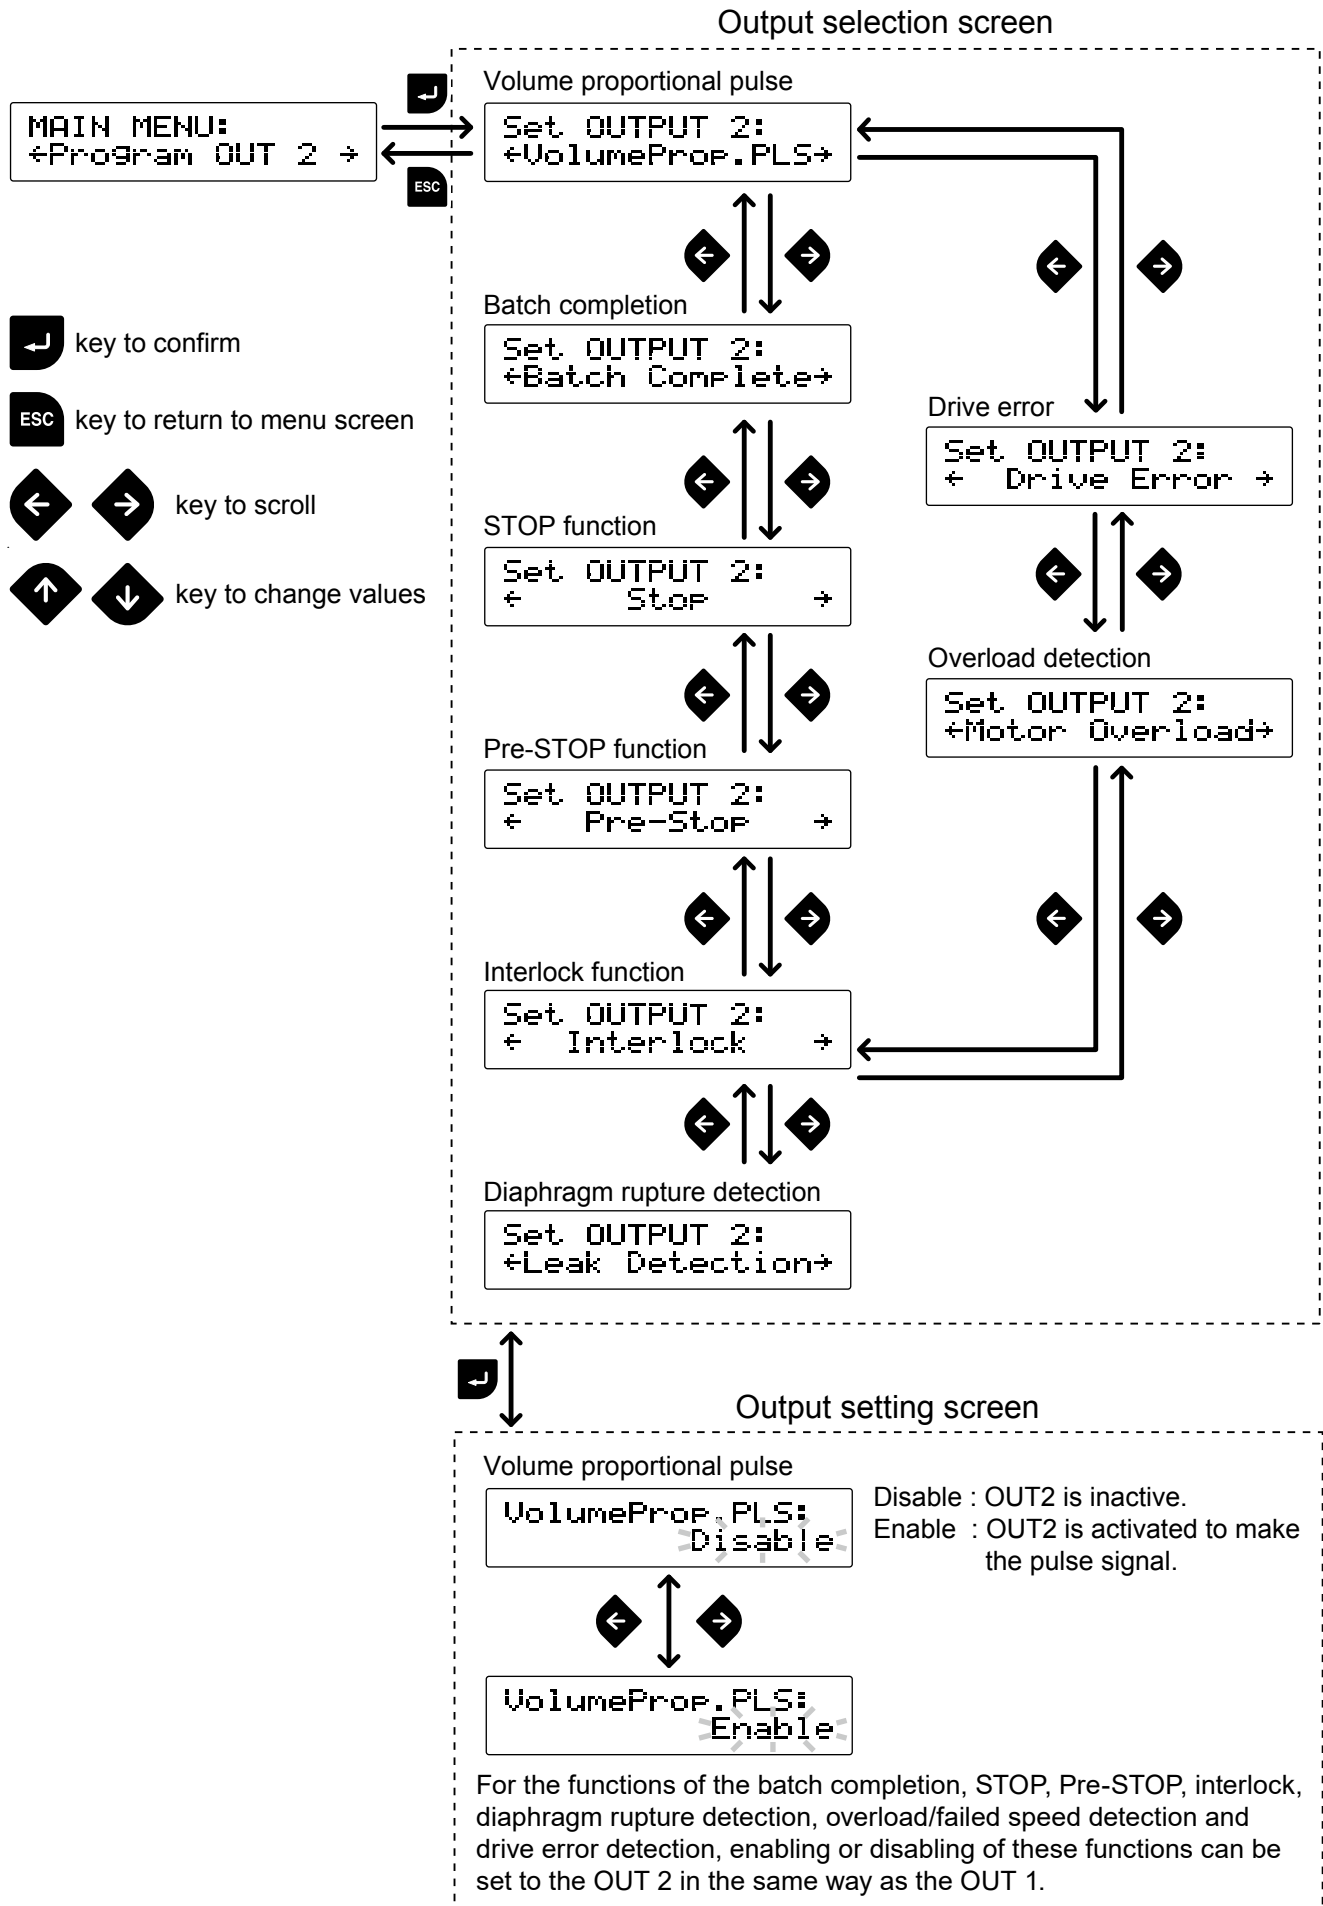 Output selection screen
Volume proportional pulse
MAIN MENU:
←Program OUT 2 →
ESC
Set OUTPUT 2:
←VolumeProp.PLS→
Batch completion
Set OUTPUT 2:
←Batch Complete→
key to confirm
ESC key to return to menu screen
key to scroll
key to change values
STOP function
Set OUTPUT 2:
← Stop →
Pre-STOP function
Set OUTPUT 2:
← Pre-Stop →
Interlock function
Set OUTPUT 2:
← Interlock →
Diaphragm rupture detection
Set OUTPUT 2:
←Leak Detection→
Drive error
Set OUTPUT 2:
← Drive Error →
Overload detection
Set OUTPUT 2:
←Motor Overload→
Output setting screen
Volume proportional pulse
VolumeProp.PLS:
Disable
Disable : OUT2 is inactive.
Enable : OUT2 is activated to make
the pulse signal.
VolumeProp.PLS:
Enable
For the functions of the batch completion, STOP, Pre-STOP, interlock,
diaphragm rupture detection, overload/failed speed detection and
drive error detection, enabling or disabling of these functions can be
set to the OUT 2 in the same way as the OUT 1.